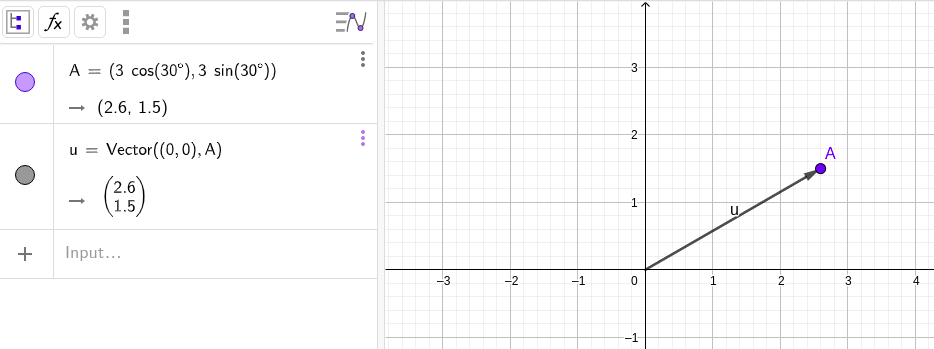 fx
A = (3 cos(30°), 3 sin(30°))
→ (2.6, 1.5)
u = Vector((0, 0), A)
→ (2.6
1.5)
+ Input…
3
2
A
1
u
−3 −2 −1 0 1 2 3 4
−1